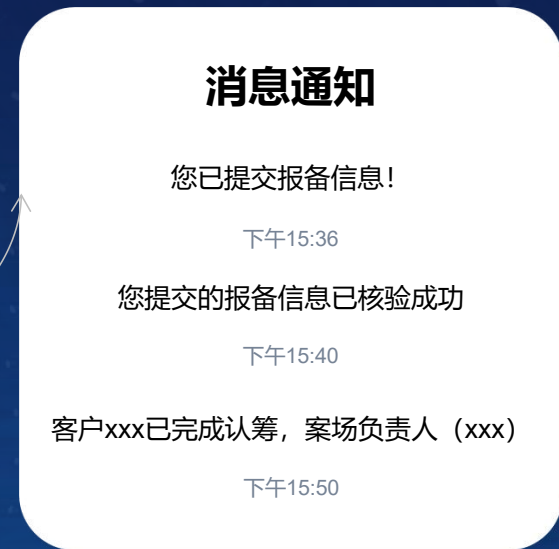 消息通知
您已提交报备信息！
下午15:36
您提交的报备信息已核验成功
下午15:40
客户xxx已完成认筹，案场负责人（xxx）
下午15:50